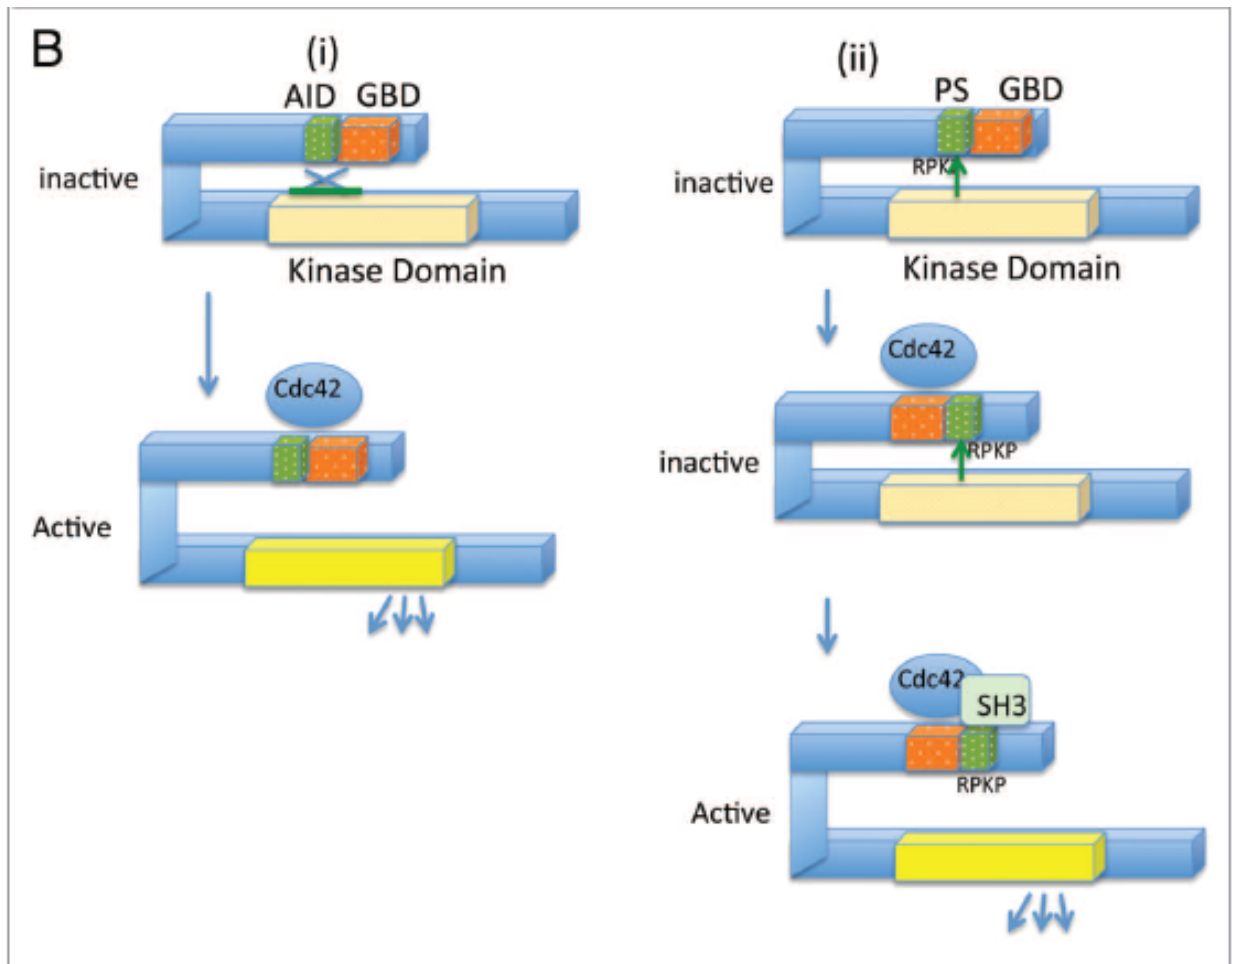 B
(i)
AID GBD
inactive
Kinase Domain
Cdc42
Active
(ii)
PS GBD
RPK
inactive
Kinase Domain
Cdc42
RPKP
inactive
Cdc42
SH3
RPKP
Active